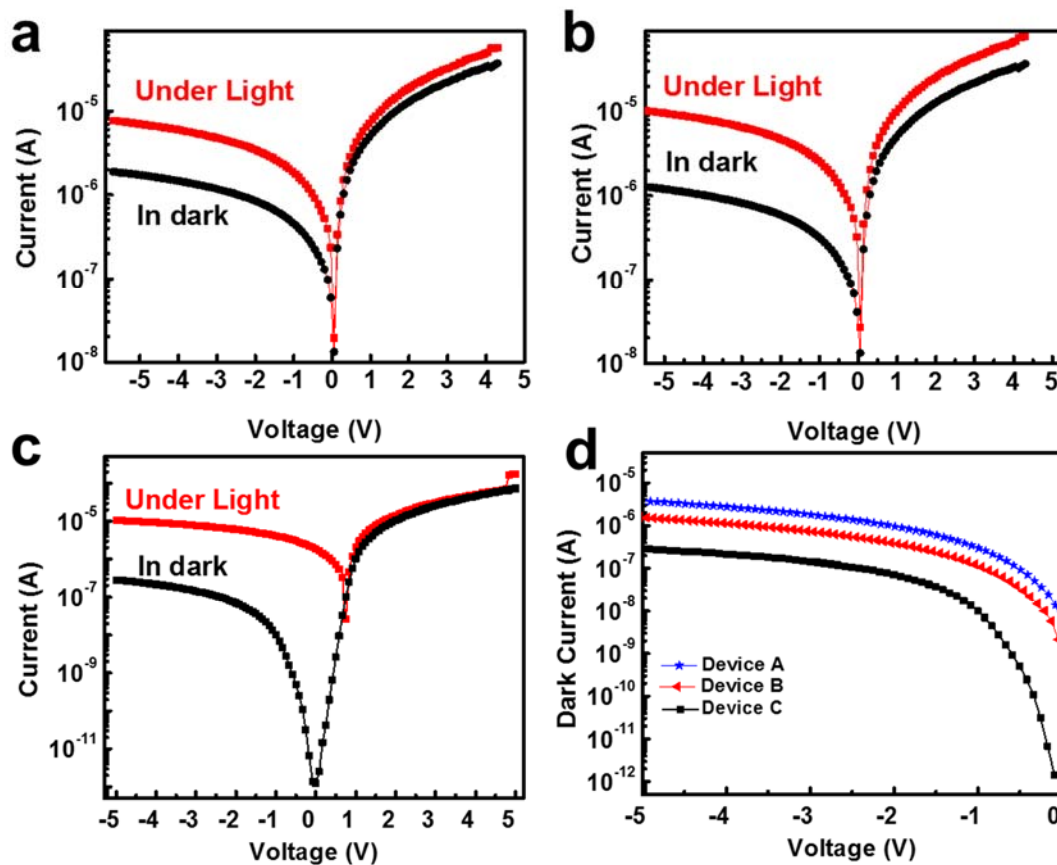 a
Under Light
In dark
Current (A)
10^-5
10^-6
10^-7
10^-8
-5 -4 -3 -2 -1 0 1 2 3 4 5
Voltage (V)
b
Under Light
In dark
Current (A)
10^-5
10^-6
10^-7
10^-8
-5 -4 -3 -2 -1 0 1 2 3 4 5
Voltage (V)
c
Under Light
In dark
Current (A)
10^-5
10^-7
10^-9
10^-11
-5 -4 -3 -2 -1 0 1 2 3 4 5
Voltage (V)
d
Dark Current (A)
10^-5
10^-6
10^-7
10^-8
10^-9
10^-10
10^-11
10^-12
Device A
Device B
Device C
-5 -4 -3 -2 -1 0
Voltage (V)